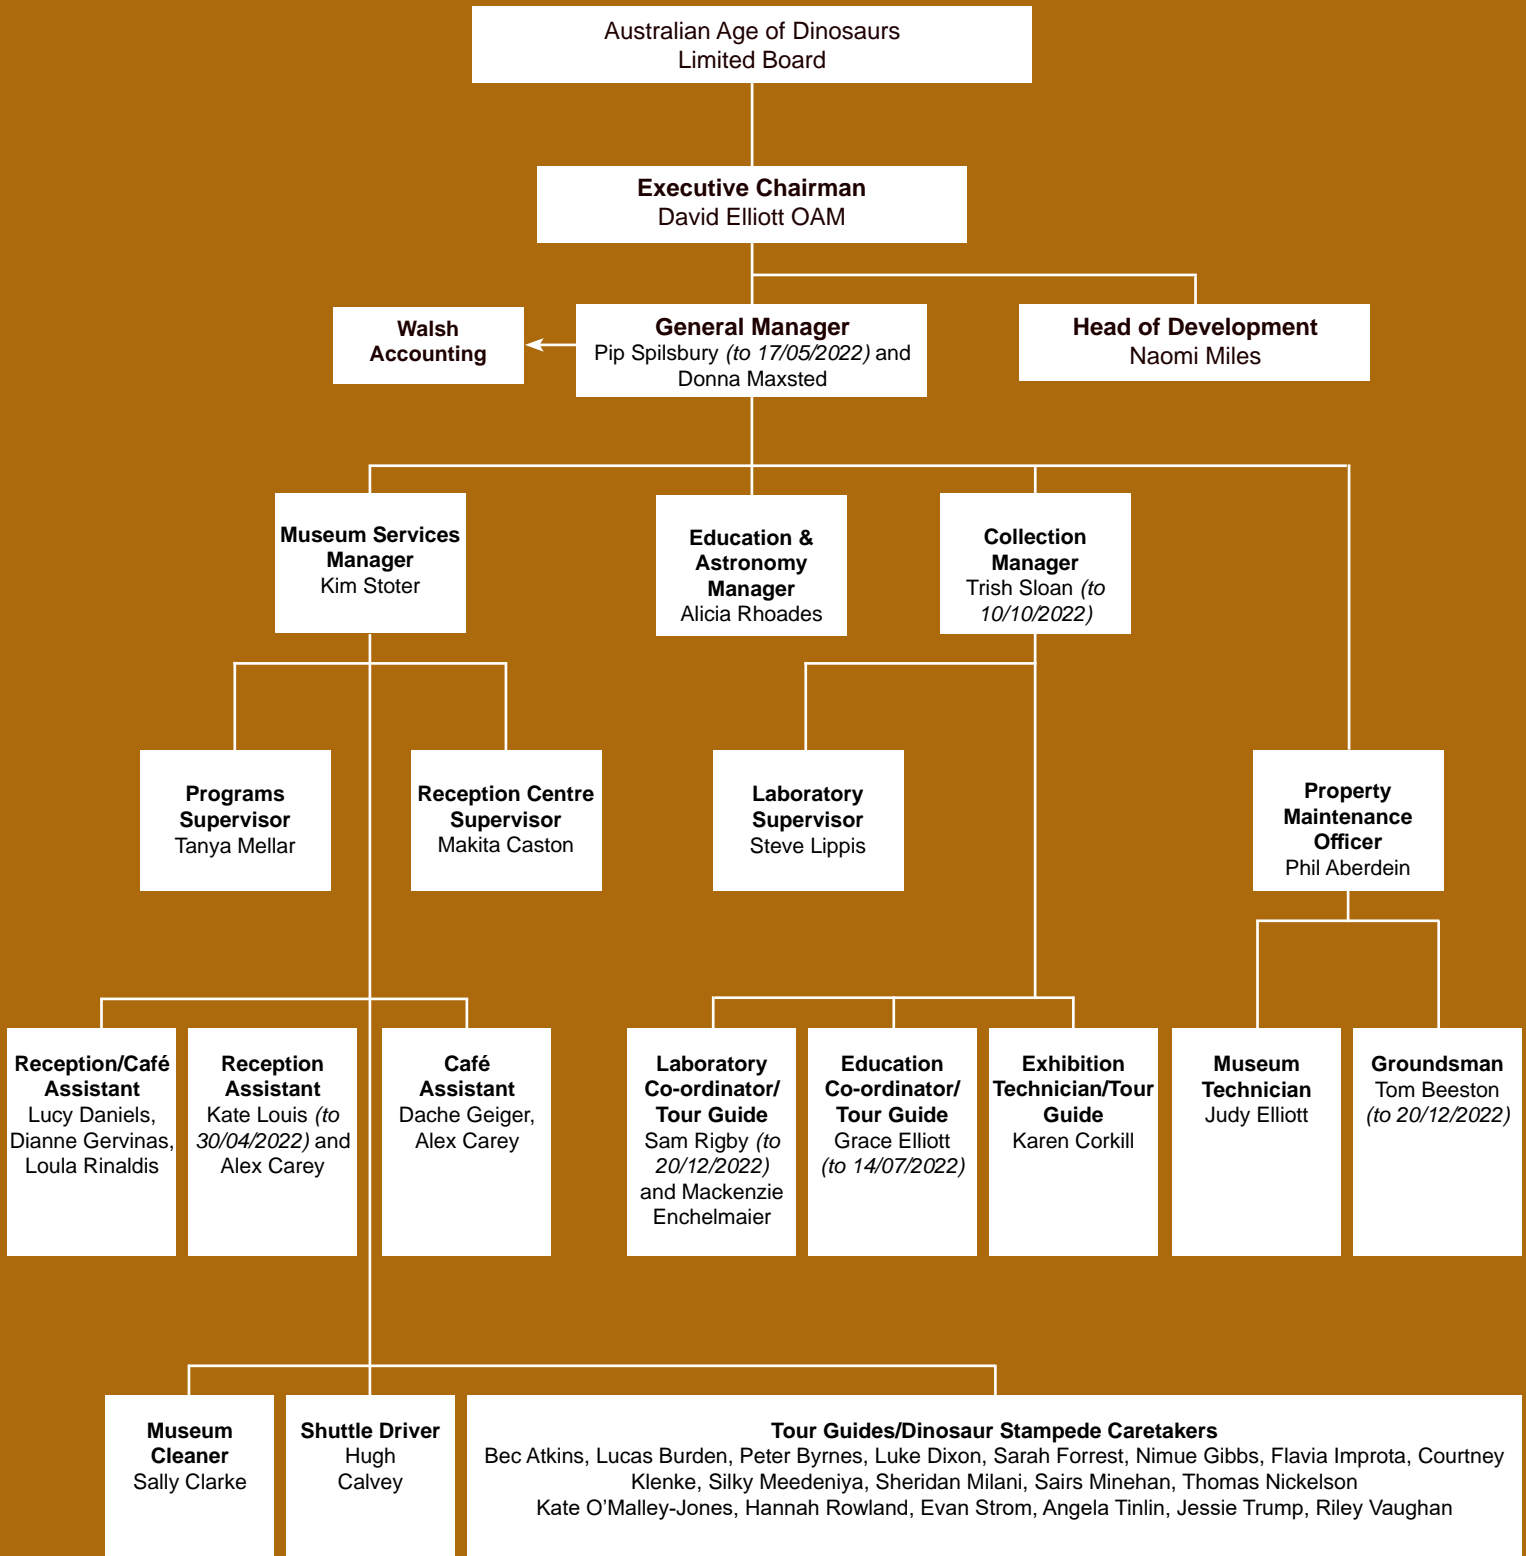 Australian Age of Dinosaurs
Limited Board
Executive Chairman
David Elliott OAM
Walsh
Accounting
General Manager
Pip Spilsbury (to 17/05/2022) and
Donna Maxsted
Head of Development
Naomi Miles
Museum Services
Manager
Kim Stoter
Education &
Astronomy
Manager
Alicia Rhoades
Collection
Manager
Trish Sloan (to
10/10/2022)
Programs
Supervisor
Tanya Mellar
Reception Centre
Supervisor
Makita Caston
Laboratory
Supervisor
Steve Lippis
Property
Maintenance
Officer
Phil Aberdein
Reception/Café
Assistant
Lucy Daniels,
Dianne Gervinas,
Loula Rinaldis
Reception
Assistant
Kate Louis (to
30/04/2022) and
Alex Carey
Café
Assistant
Dache Geiger,
Alex Carey
Laboratory
Co-ordinator/
Tour Guide
Sam Rigby (to
20/12/2022)
and Mackenzie
Enchelmaier
Education
Co-ordinator/
Tour Guide
Grace Elliott
(to 14/07/2022)
Exhibition
Technician/Tour
Guide
Karen Corkill
Museum
Technician
Judy Elliott
Groundsman
Tom Beeston
(to 20/12/2022)
Museum
Cleaner
Sally Clarke
Shuttle Driver
Hugh
Calvey
Tour Guides/Dinosaur Stampede Caretakers
Bec Atkins, Lucas Burden, Peter Byrnes, Luke Dixon, Sarah Forrest, Nimue Gibbs, Flavia Improta, Courtney
Klenke, Silky Meedeniya, Sheridan Milani, Sairs Minehan, Thomas Nickelson
Kate O’Malley-Jones, Hannah Rowland, Evan Strom, Angela Tinlin, Jessie Trump, Riley Vaughan